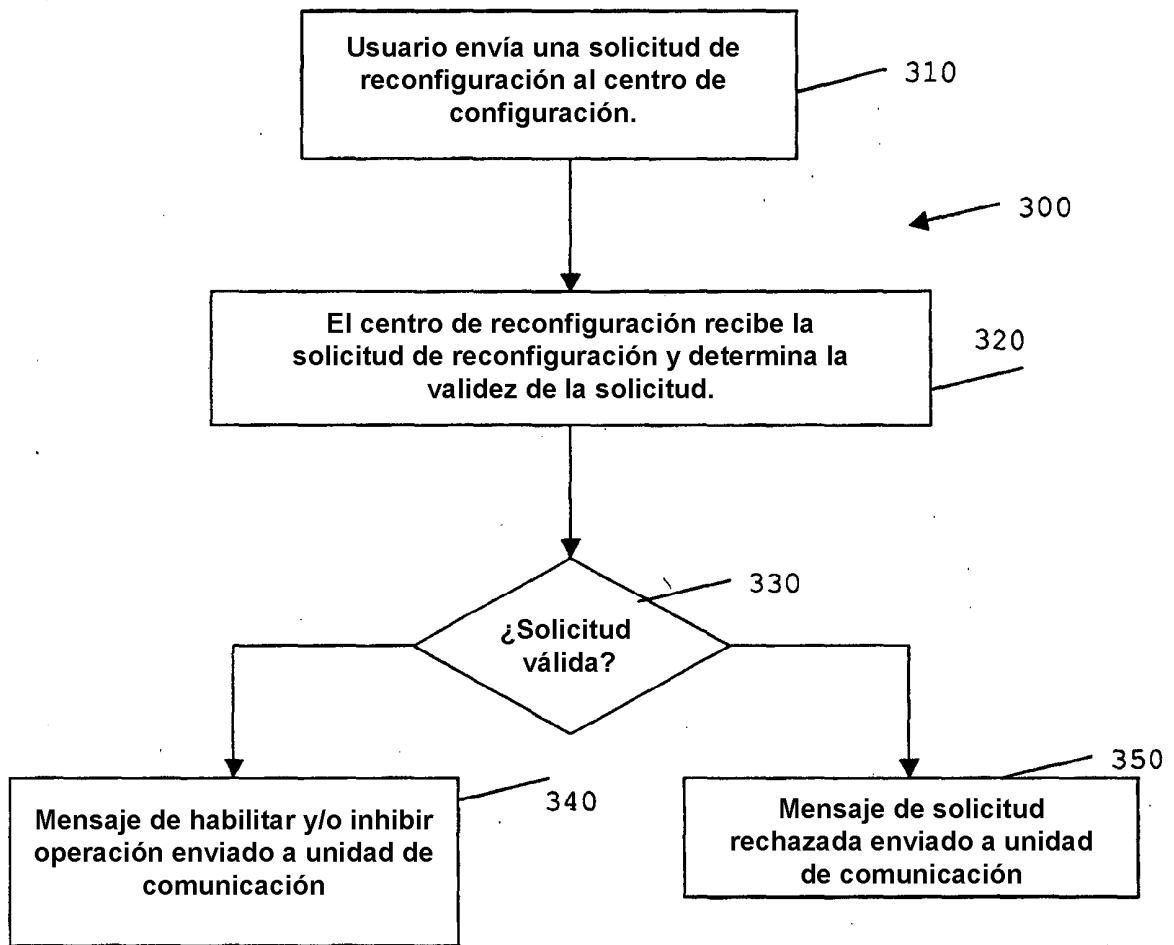 Usuario envía una solicitud de
reconfiguración al centro de
configuración.
310
300
El centro de reconfiguración recibe la
solicitud de reconfiguración y determina la
validez de la solicitud.
320
330
¿Solicitud
válida?
340
Mensaje de habilitar y/o inhibir
operación enviado a unidad de
comunicación
350
Mensaje de solicitud
rechazada enviado a unidad
de comunicación